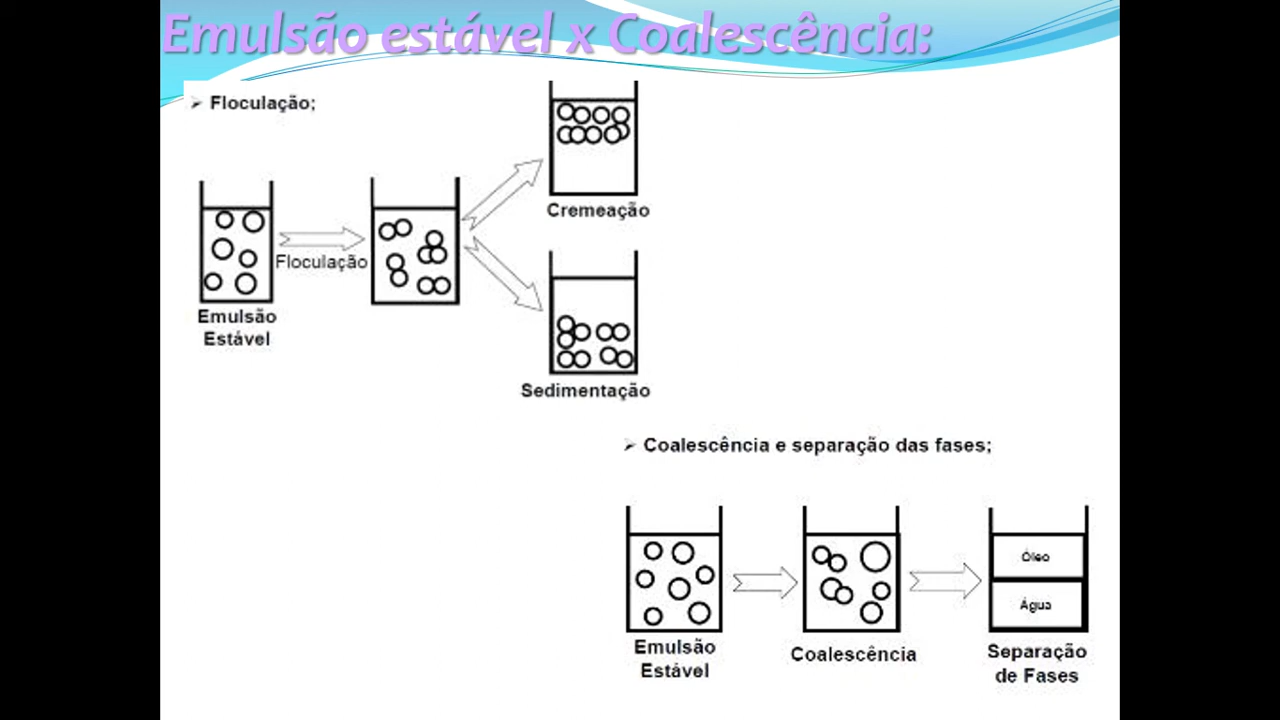 Emulsão estável x Coalescência:
➢ Floculação;
Cremeação
Floculação
Emulsão
Estável
Sedimentação
➢ Coalescência e separação das fases;
Óleo
Água
Emulsão
Estável
Coalescência
Separação
de Fases